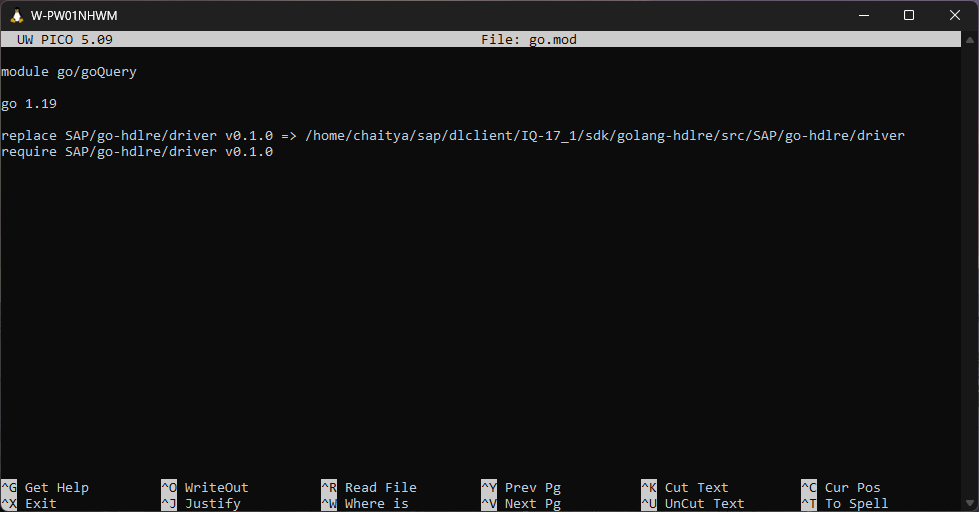 W-PW01NHWM
UW PICO 5.09 File: go.mod
module go/goQuery
go 1.19
replace SAP/go-hdlre/driver v0.1.0 => /home/chaitya/sap/dlclient/IQ-17_1/sdk/golang-hdlre/src/SAP/go-hdlre/driver
require SAP/go-hdlre/driver v0.1.0
^G Get Help ^O WriteOut ^R Read File ^Y Prev Pg ^K Cut Text ^C Cur Pos
^X Exit ^J Justify ^W Where is ^V Next Pg ^U UnCut Text ^T To Spell